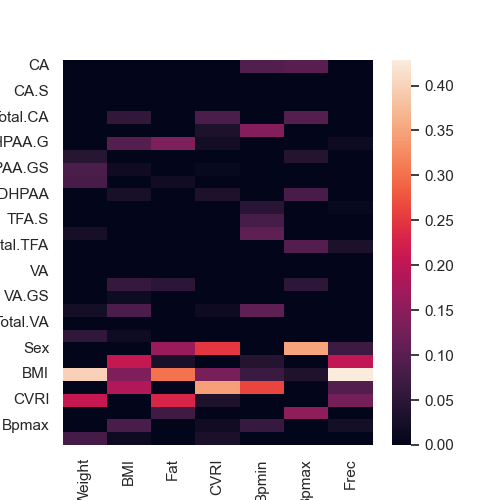 CA
CA.S
otal.CA
HPAA.G
PAA.GS
DHPAA
TFA.S
tal.TFA
VA
VA.GS
Total.VA
Sex
BMI
CVRI
Bpmax
0.40
0.35
0.30
0.25
0.20
0.15
0.10
0.05
0.00
Weight
BMI
Fat
CVRI
Bpmin
Bpmax
Frec